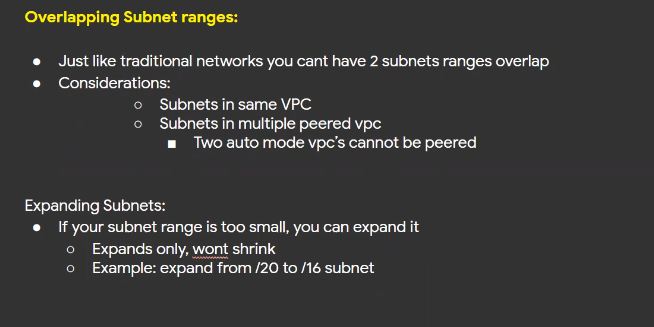 Overlapping Subnet ranges:
● Just like traditional networks you cant have 2 subnets ranges overlap
● Considerations:
○ Subnets in same VPC
○ Subnets in multiple peered vpc
■ Two auto mode vpc's cannot be peered
Expanding Subnets:
● If your subnet range is too small, you can expand it
○ Expands only, wont shrink
○ Example: expand from /20 to /16 subnet